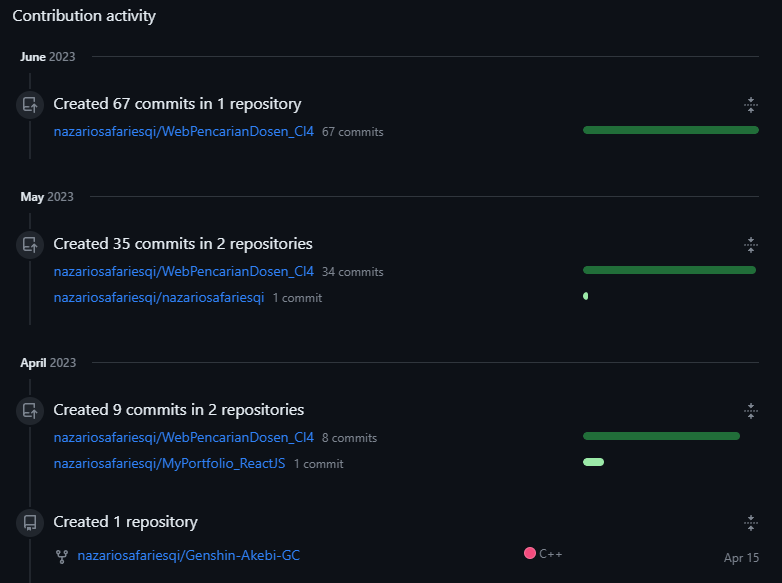 Contribution activity
June 2023
Created 67 commits in 1 repository
nazariosafariesqi/WebPencarianDosen_CI4 67 commits
May 2023
Created 35 commits in 2 repositories
nazariosafariesqi/WebPencarianDosen_CI4 34 commits
nazariosafariesqi/nazariosafariesqi 1 commit
April 2023
Created 9 commits in 2 repositories
nazariosafariesqi/WebPencarianDosen_CI4 8 commits
nazariosafariesqi/MyPortfolio_ReactJS 1 commit
Created 1 repository
nazariosafariesqi/Genshin-Akebi-GC C++ Apr 15